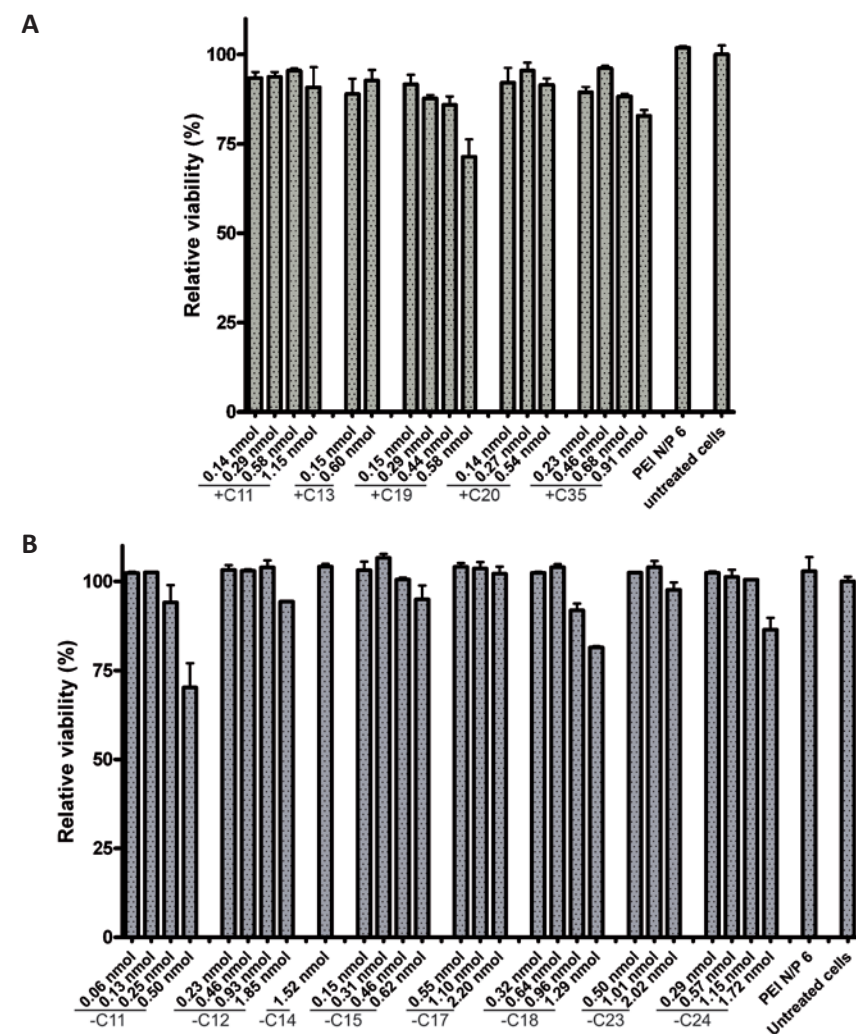 A
Relative viability (%)
100
75
50
25
0
0.14 nmol
0.29 nmol
0.58 nmol
1.15 nmol
0.15 nmol
0.60 nmol
0.15 nmol
0.29 nmol
0.44 nmol
0.58 nmol
0.14 nmol
0.27 nmol
0.54 nmol
0.23 nmol
0.46 nmol
0.68 nmol
0.91 nmol
PEI N/P 6
untreated cells
+C11
+C13
+C19
+C20
+C35
B
Relative viability (%)
100
75
50
25
0
0.06 nmol
0.13 nmol
0.25 nmol
0.50 nmol
0.23 nmol
0.46 nmol
0.93 nmol
1.85 nmol
1.52 nmol
0.15 nmol
0.31 nmol
0.46 nmol
0.62 nmol
0.55 nmol
1.10 nmol
2.20 nmol
0.32 nmol
0.64 nmol
0.96 nmol
1.29 nmol
0.50 nmol
1.01 nmol
2.02 nmol
0.29 nmol
0.57 nmol
1.15 nmol
1.72 nmol
PEI N/P 6
Untreated cells
-C11
-C12
-C14
-C15
-C17
-C18
-C23
-C24